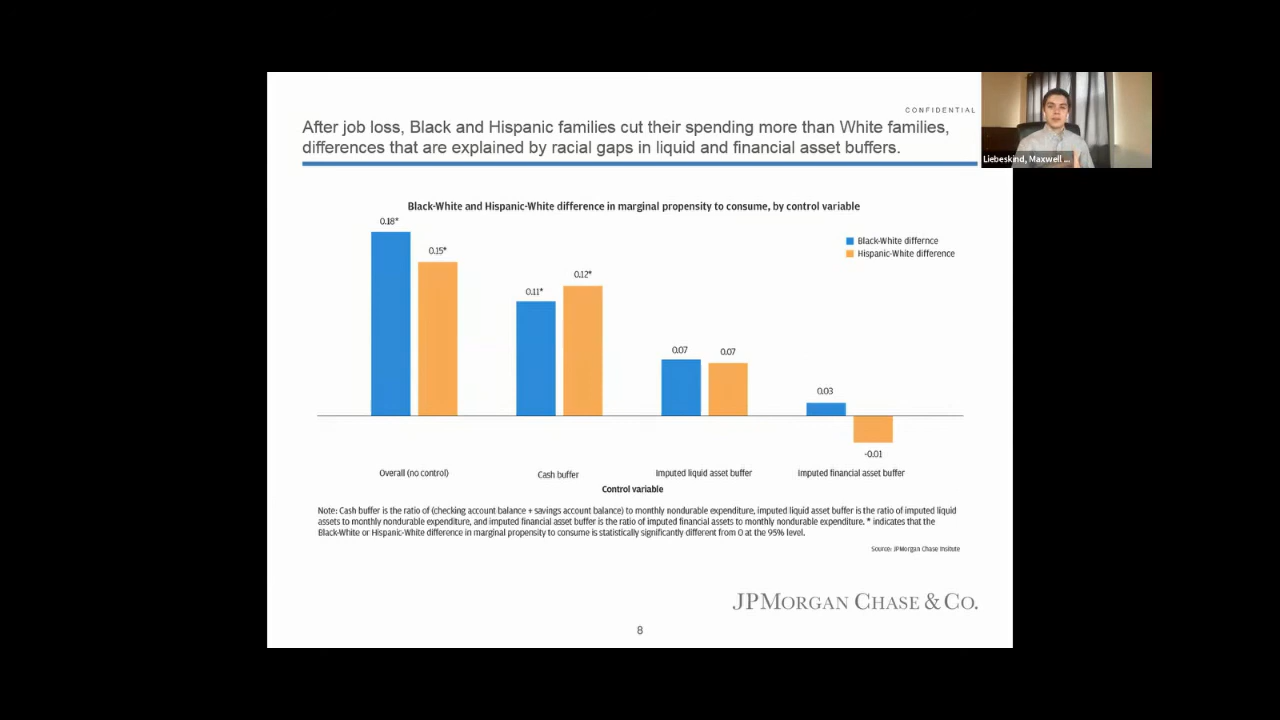 CONFIDENTIAL
After job loss, Black and Hispanic families cut their spending more than White families,
differences that are explained by racial gaps in liquid and financial asset buffers.
Liebeskind, Maxwell ...
Black-White and Hispanic-White difference in marginal propensity to consume, by control variable
0.18*
0.15*
Black-White differnce
Hispanic-White difference
0.11*
0.12*
0.07
0.07
0.03
-0.01
Overall (no control)
Cash buffer
Imputed liquid asset buffer
Imputed financial asset buffer
Control variable
Note: Cash buffer is the ratio of (checking account balance + savings account balance) to monthly nondurable expenditure, imputed liquid asset buffer is the ratio of imputed liquid
assets to monthly nondurable expenditure, and imputed financial asset buffer is the ratio of imputed financial assets to monthly nondurable expenditure. * indicates that the
Black-White or Hispanic-White difference in marginal propensity to consume is statistically significantly different from 0 at the 95% level.
Source: JPMorgan Chase Institute
JPMORGAN CHASE & CO.
8